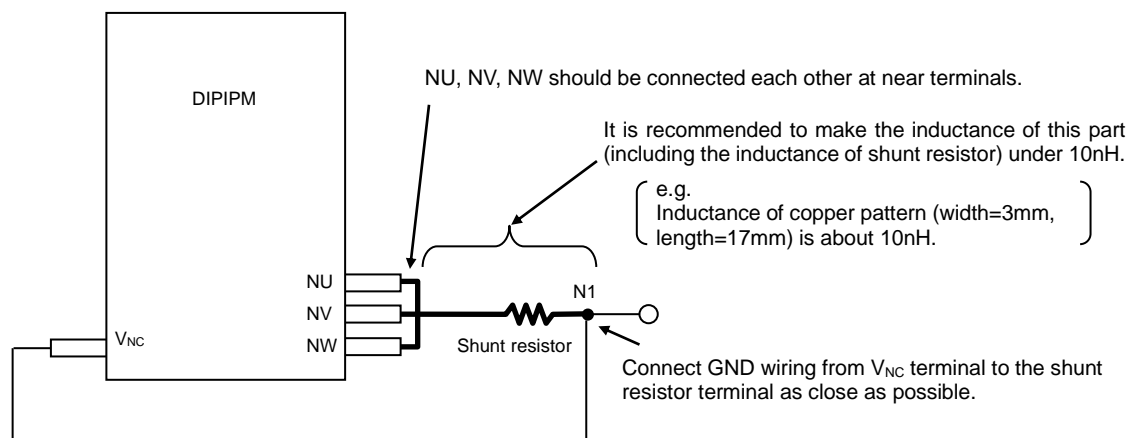 NU, NV, NW should be connected each other at near terminals.
DIPIPM
It is recommended to make the inductance of this part
(including the inductance of shunt resistor) under 10nH.
e.g.
Inductance of copper pattern (width=3mm,
length=17mm) is about 10nH.
NU
N1
NV
VNC
NW
Shunt resistor
Connect GND wiring from VNC terminal to the shunt
resistor terminal as close as possible.